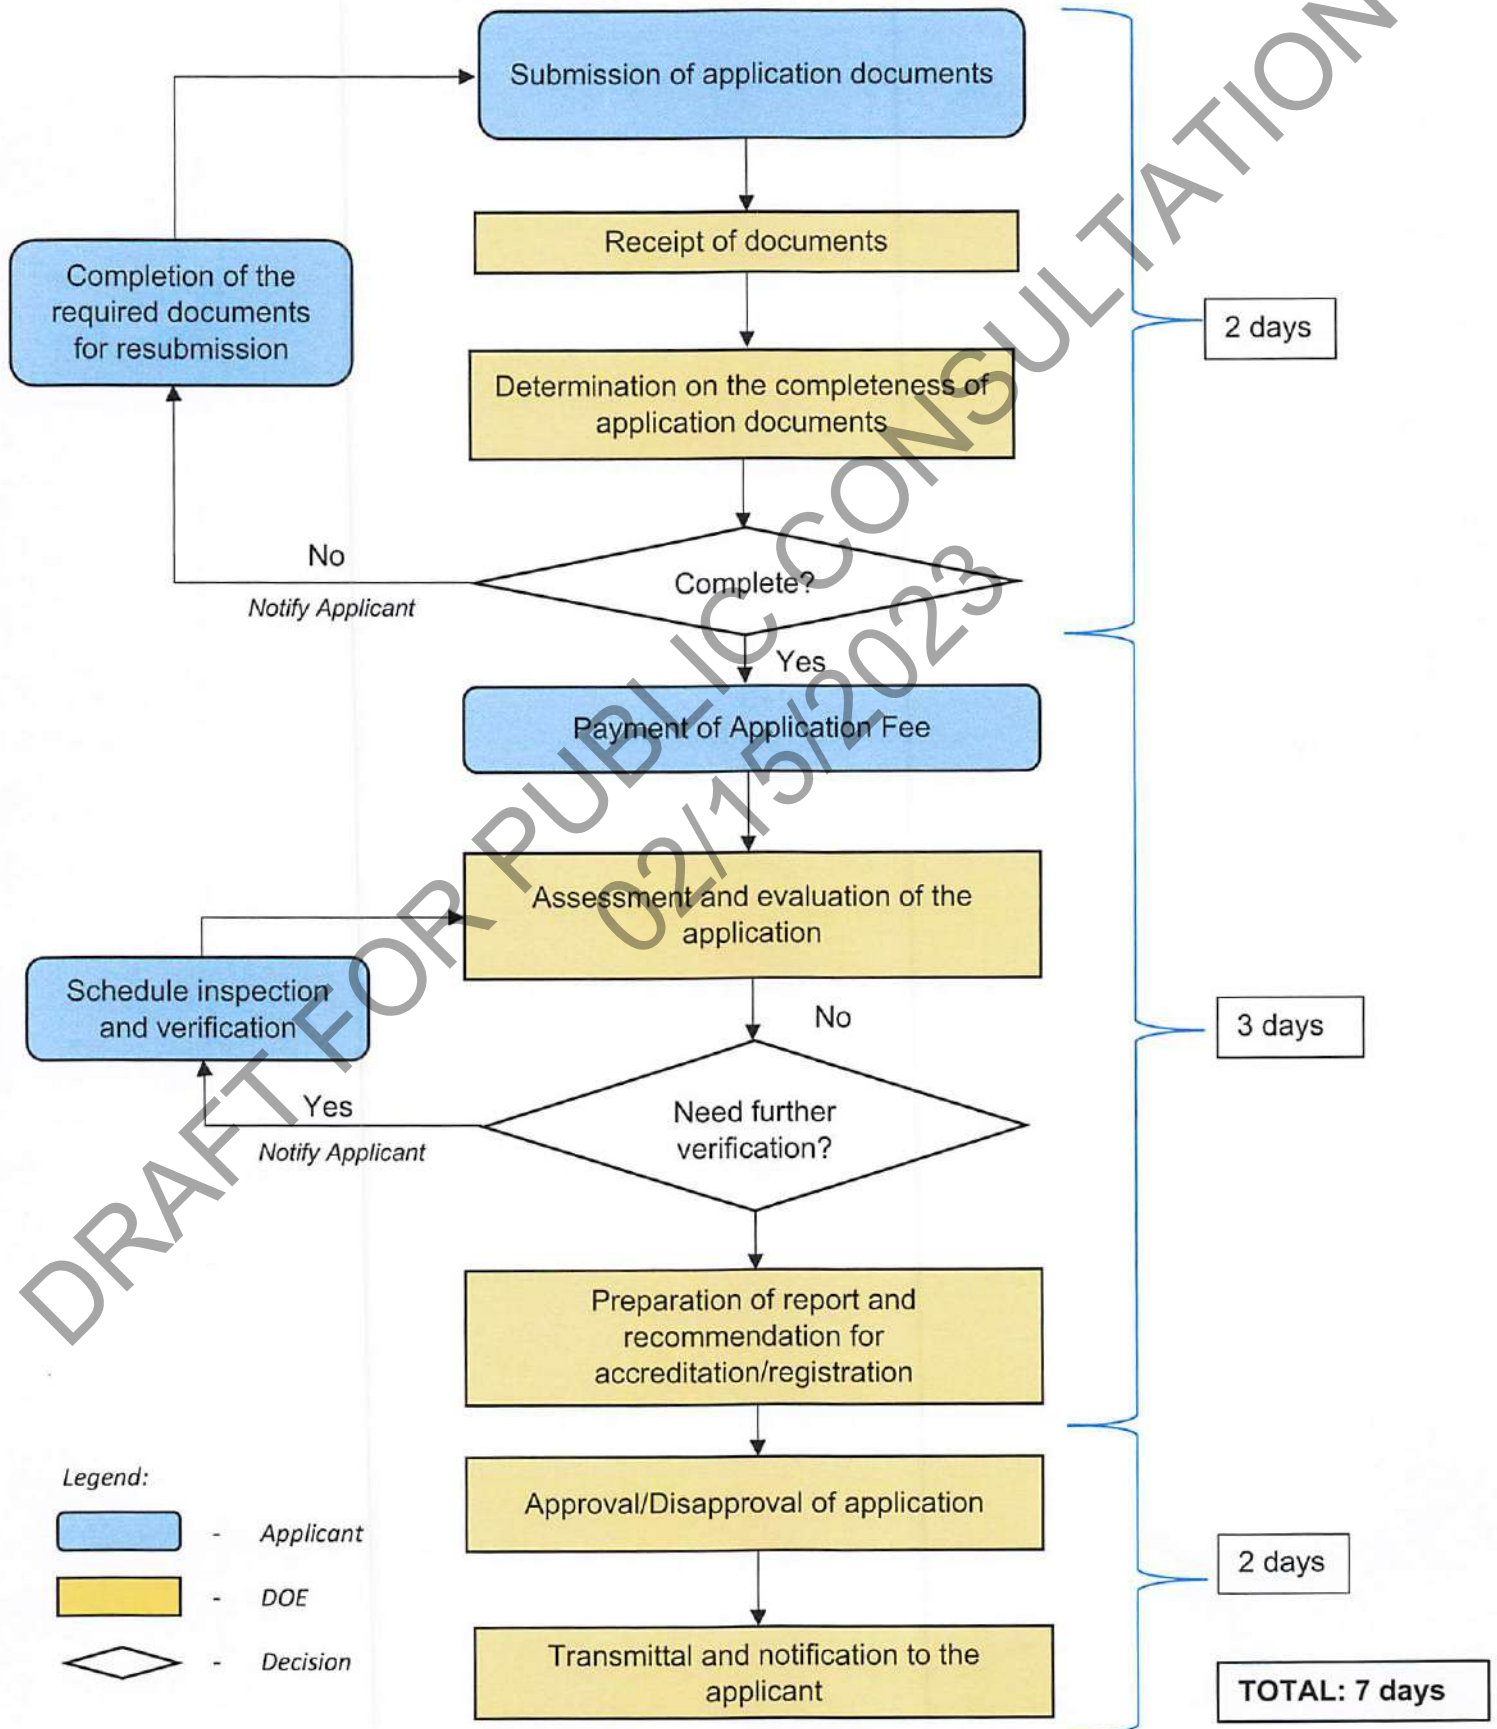 Submission of application documents
Receipt of documents
Completion of the
required documents
for resubmission
2 days
Determination on the completeness of
application documents
No
Notify Applicant
Complete?
Yes
Payment of Application Fee
Assessment and evaluation of the
application
Schedule inspection
and verification
No
3 days
Yes
Notify Applicant
Need further
verification?
Preparation of report and
recommendation for
accreditation/registration
Approval/Disapproval of application
2 days
Transmittal and notification to the
applicant
TOTAL: 7 days
Legend:
- Applicant
- DOE
- Decision
DRAFT FOR PUBLIC CONSULTATION
02/15/2023